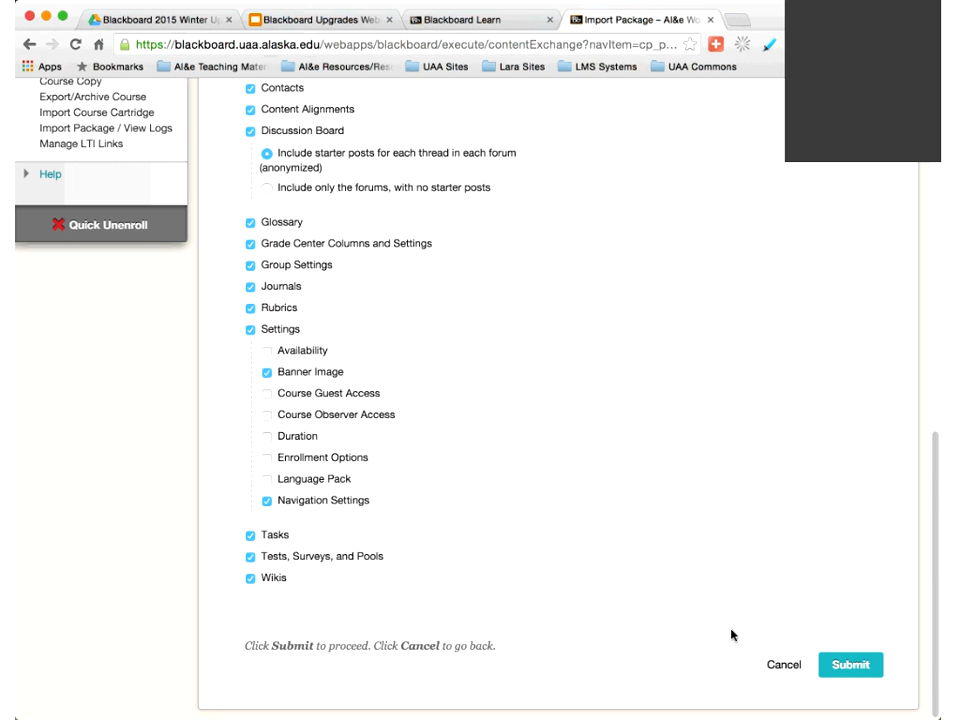 Blackboard 2015 Winter U
Blackboard Upgrades Web
Blackboard Learn
Import Package – AI&e Wo
https://blackboard.uaa.alaska.edu/webapps/blackboard/execute/contentExchange?navItem=cp_p...
Apps
Bookmarks
AI&e Teaching Mater
AI&e Resources/Res
UAA Sites
Lara Sites
LMS Systems
UAA Commons
Course Copy
Export/Archive Course
Import Course Cartridge
Import Package / View Logs
Manage LTI Links
Help
Quick Unenroll
Contacts
Content Alignments
Discussion Board
Include starter posts for each thread in each forum
(anonymized)
Include only the forums, with no starter posts
Glossary
Grade Center Columns and Settings
Group Settings
Journals
Rubrics
Settings
Availability
Banner Image
Course Guest Access
Course Observer Access
Duration
Enrollment Options
Language Pack
Navigation Settings
Tasks
Tests, Surveys, and Pools
Wikis
Click Submit to proceed. Click Cancel to go back.
Cancel
Submit